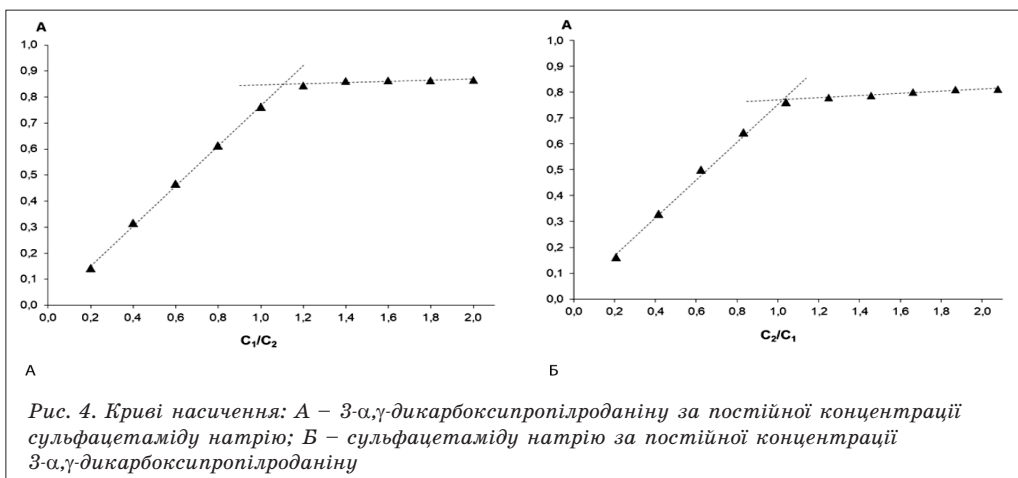 А
1,0
0,9
0,8
0,7
0,6
0,5
0,4
0,3
0,2
0,1
0,0
0,0 0,2 0,4 0,6 0,8 1,0 1,2 1,4 1,6 1,8 2,0
C₁/C₂
А
А
1,0
0,9
0,8
0,7
0,6
0,5
0,4
0,3
0,2
0,1
0,0
0,0 0,2 0,4 0,6 0,8 1,0 1,2 1,4 1,6 1,8 2,0
C₂/C₁
Б
Рис. 4. Криві насичення: А – 3-α,γ-дикарбоксипропілроданіну за постійної концентрації
сульфацетаміду натрію; Б – сульфацетаміду натрію за постійної концентрації
3-α,γ-дикарбоксипропілроданіну